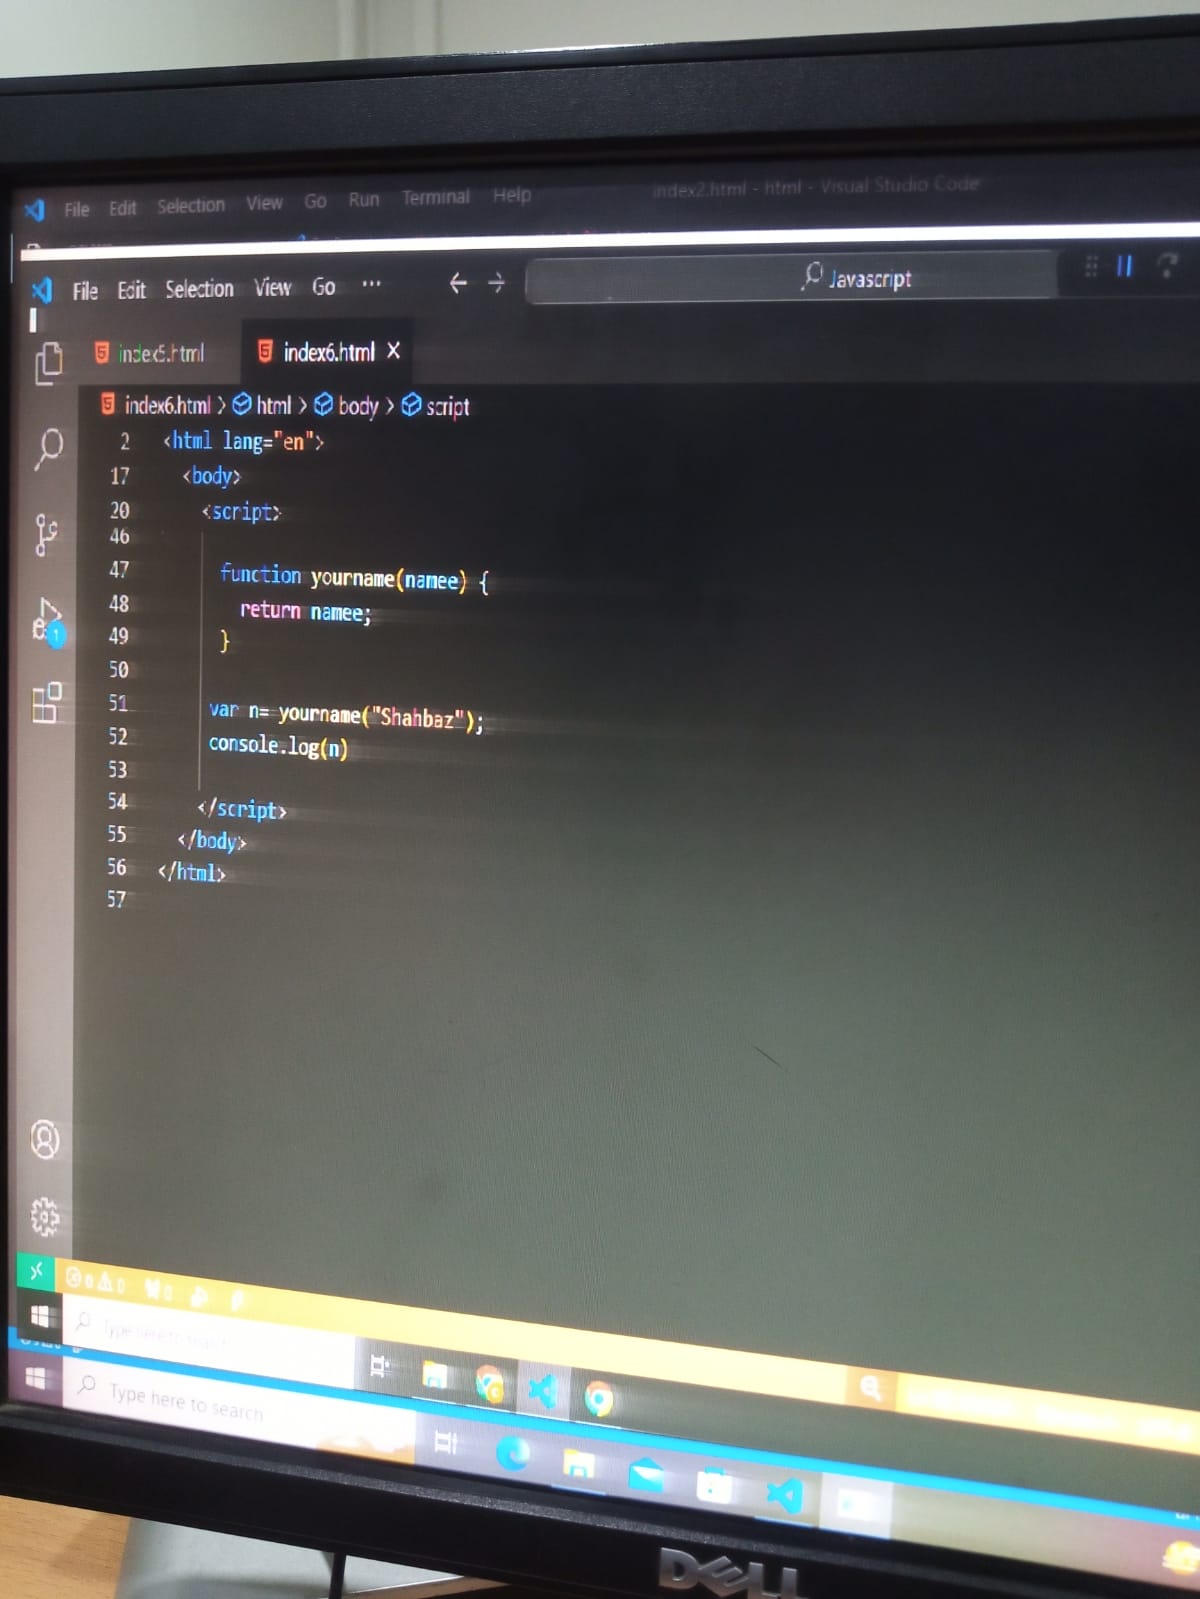 File Edit Selection View Go Run Terminal Help index2.html - html - Visual Studio Code
File Edit Selection View Go ··· Javascript
index5.html index6.html
index6.html > html > body > script
2 <html lang="en">
17 <body>
20 <script>
46
47 function yourname(namee) {
48 return namee;
49 }
50
51 var n= yourname("Shahbaz");
52 console.log(n)
53
54 </script>
55 </body>
56 </html>
57
1
Type here to search
Type here to search
DELL